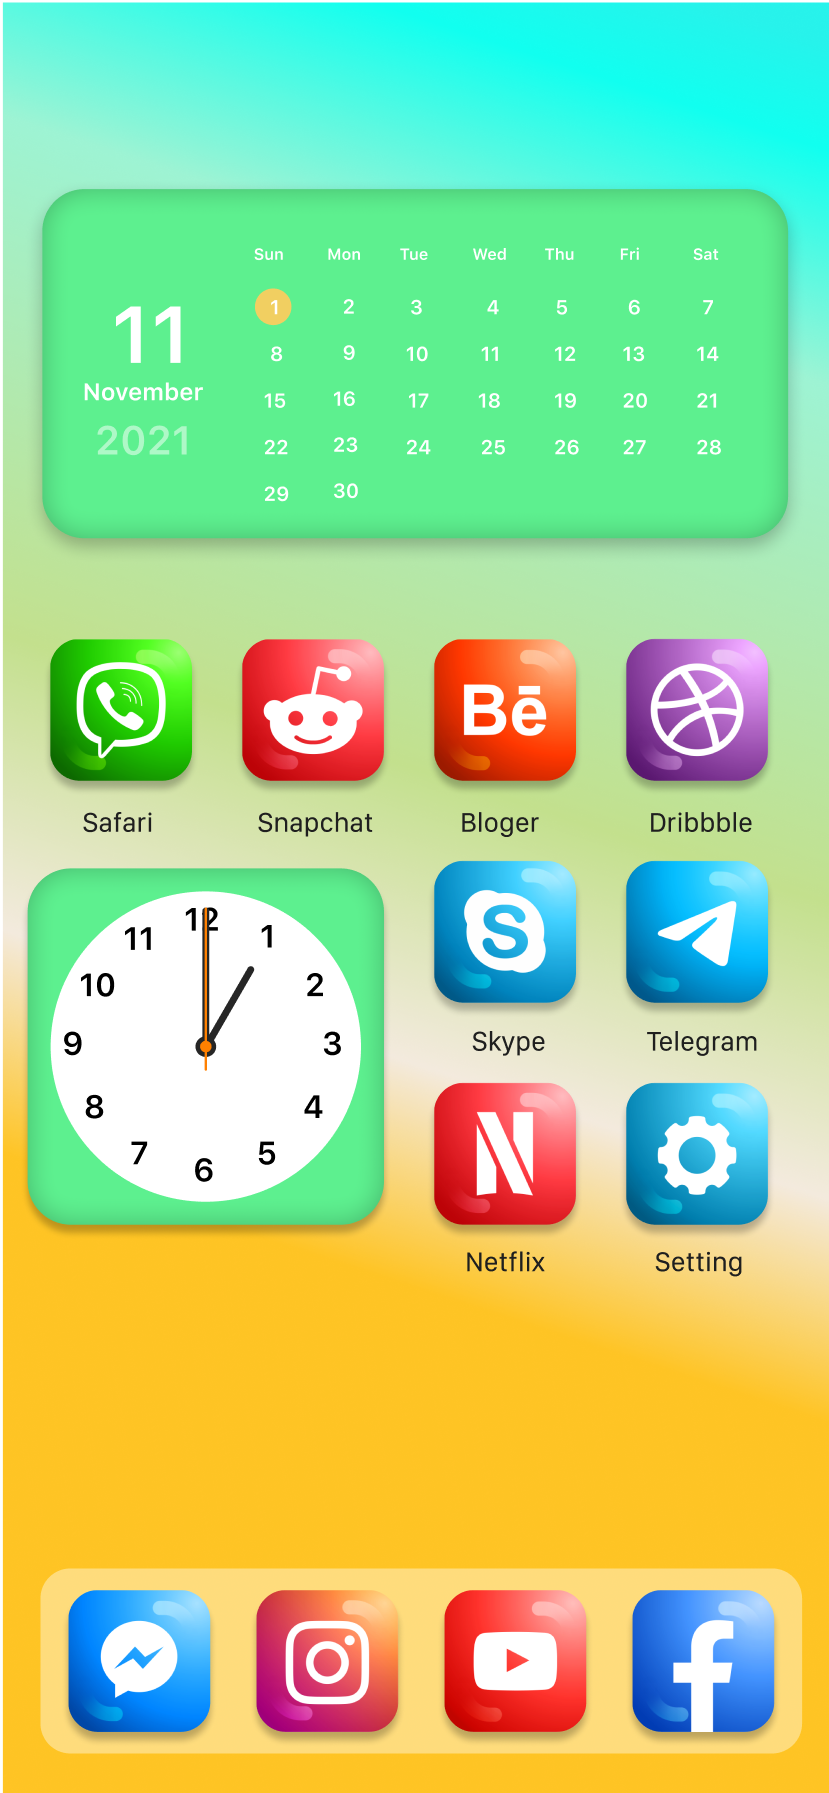 Sun Mon Tue Wed Thu Fri Sat
1 2 3 4 5 6 7
11
8 9 10 11 12 13 14
November
15 16 17 18 19 20 21
2021
22 23 24 25 26 27 28
29 30
Bē
Safari Snapchat Bloger Dribbble
12
11 1
10 2
9 3
8 4
7 5
6
S
Skype Telegram
N
Netflix Setting
f